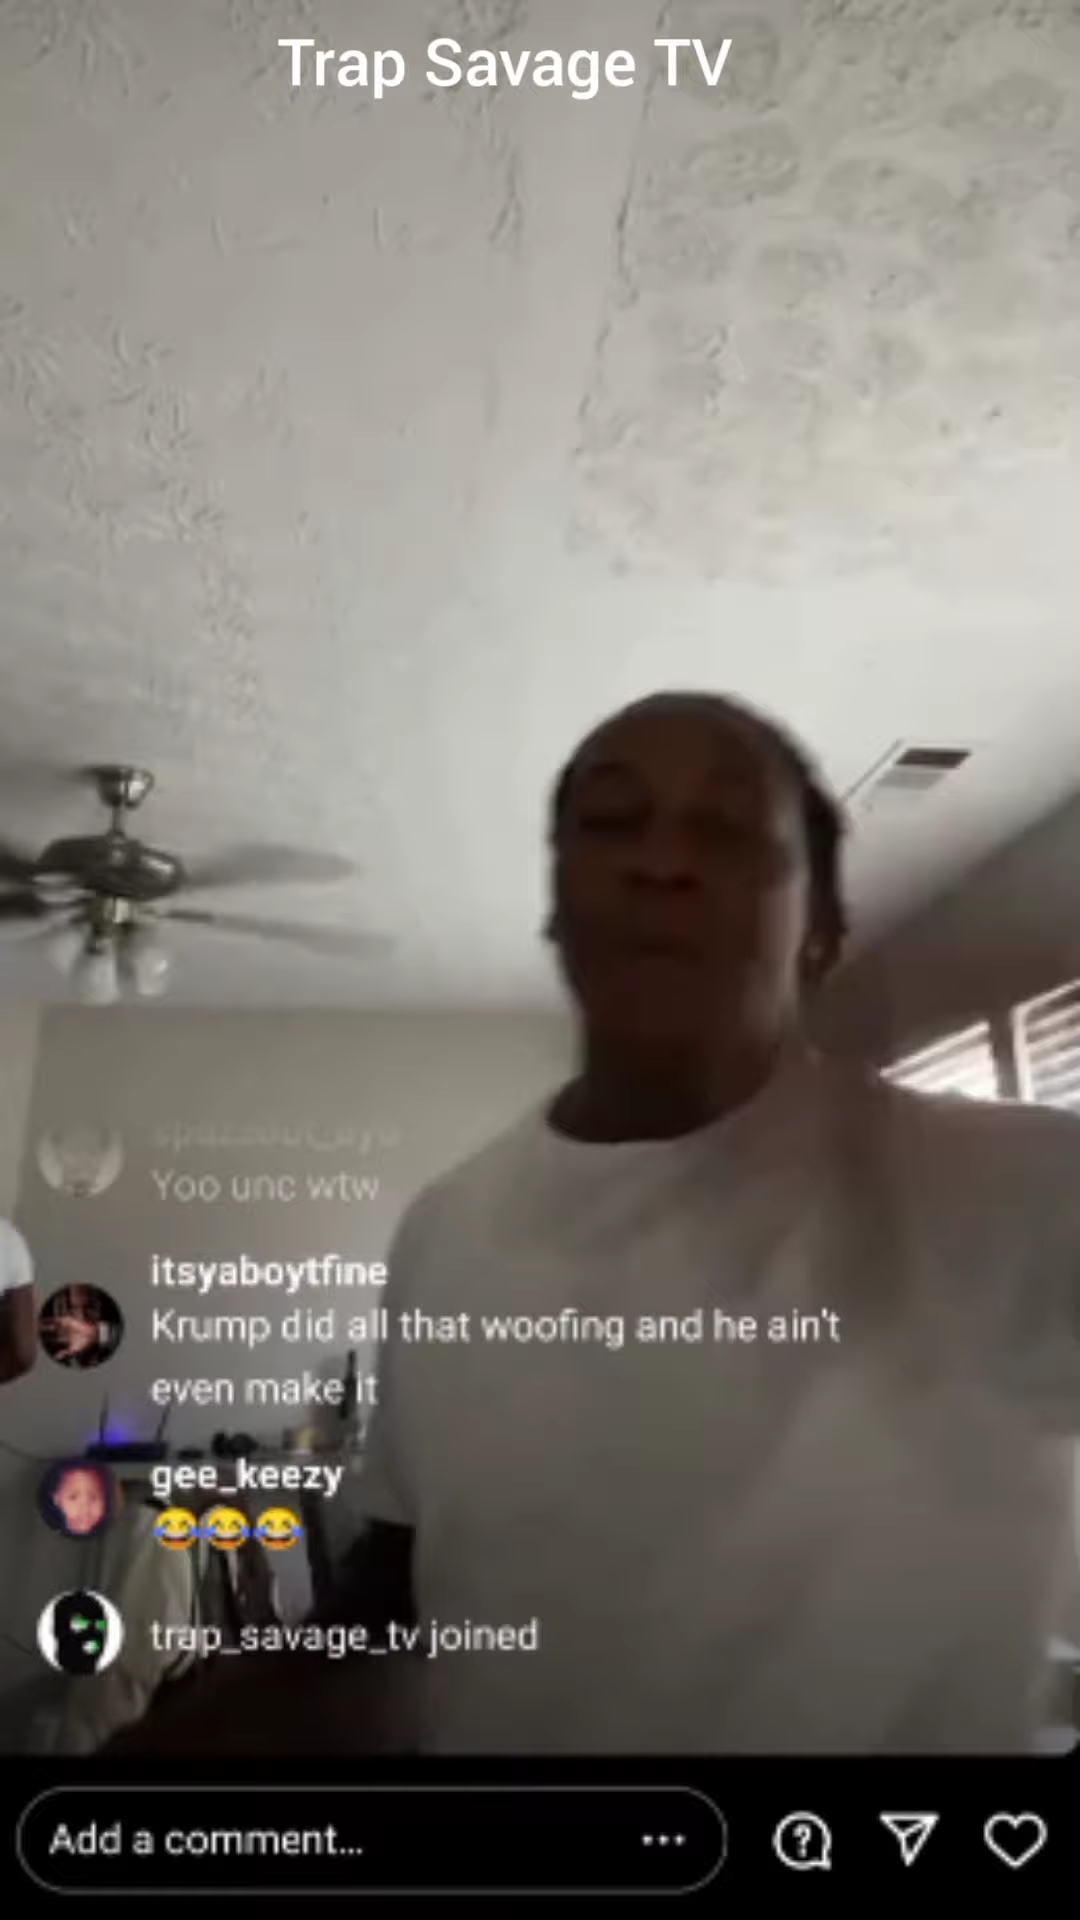 Trap Savage TV
Yoo unc wtw
itsyaboytfine
Krump did all that woofing and he ain't
even make it
gee_keezy
😂😂😂
trap_savage_tv joined
Add a comment...